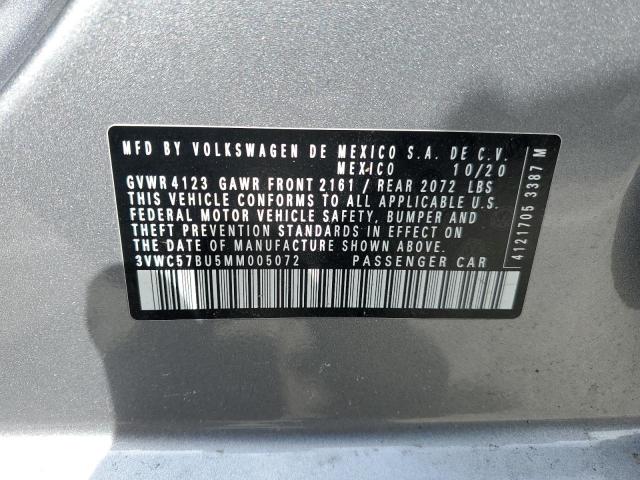 MFD BY VOLKSWAGEN DE MEXICO S.A. DE C.V.
MEXICO 10/20
GVWR 4123 GAWR FRONT 2161 / REAR 2072 LBS
THIS VEHICLE CONFORMS TO ALL APPLICABLE U.S.
FEDERAL MOTOR VEHICLE SAFETY, BUMPER AND
THEFT PREVENTION STANDARDS IN EFFECT ON
THE DATE OF MANUFACTURE SHOWN ABOVE.
3VWC57BU5MM005072 PASSENGER CAR
4121705 3387 M